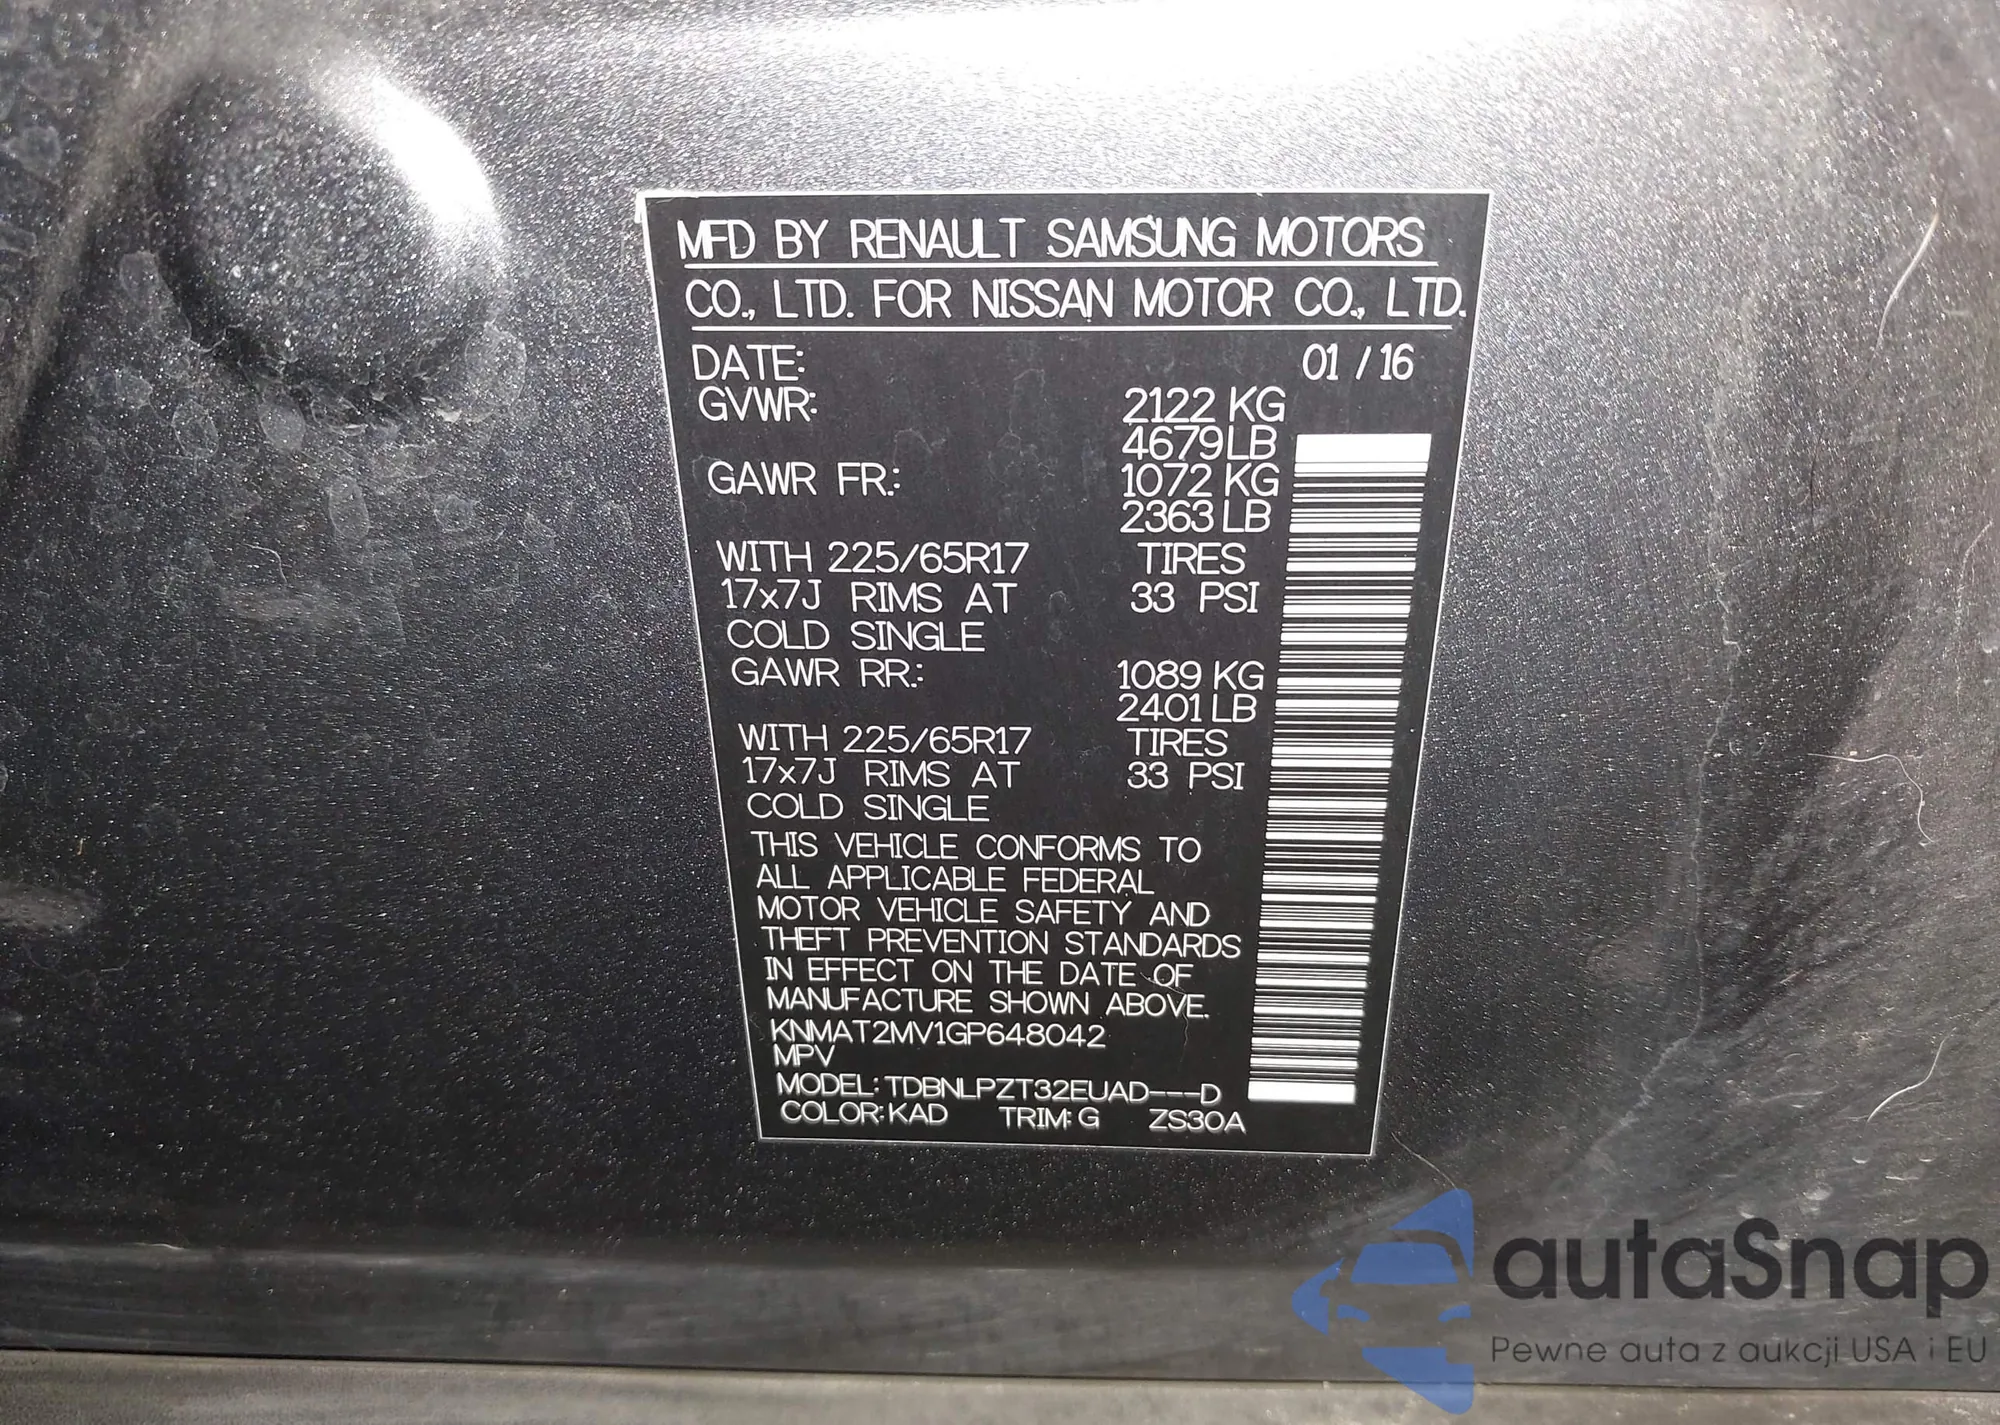 MFD BY RENAULT SAMSUNG MOTORS
CO., LTD. FOR NISSAN MOTOR CO., LTD.
DATE: 01 / 16
GVWR: 2122 KG
4679 LB
GAWR FR.: 1072 KG
2363 LB
WITH 225/65R17 TIRES
17x7J RIMS AT 33 PSI
COLD SINGLE
GAWR RR.: 1089 KG
2401 LB
WITH 225/65R17 TIRES
17x7J RIMS AT 33 PSI
COLD SINGLE
THIS VEHICLE CONFORMS TO
ALL APPLICABLE FEDERAL
MOTOR VEHICLE SAFETY AND
THEFT PREVENTION STANDARDS
IN EFFECT ON THE DATE OF
MANUFACTURE SHOWN ABOVE.
KNMAT2MV1GP648042
MPV
MODEL: TDBNLPZT32EUAD---D
COLOR: KAD TRIM: G ZS30A
autaSnap
Pewne auta z aukcji USA i EU